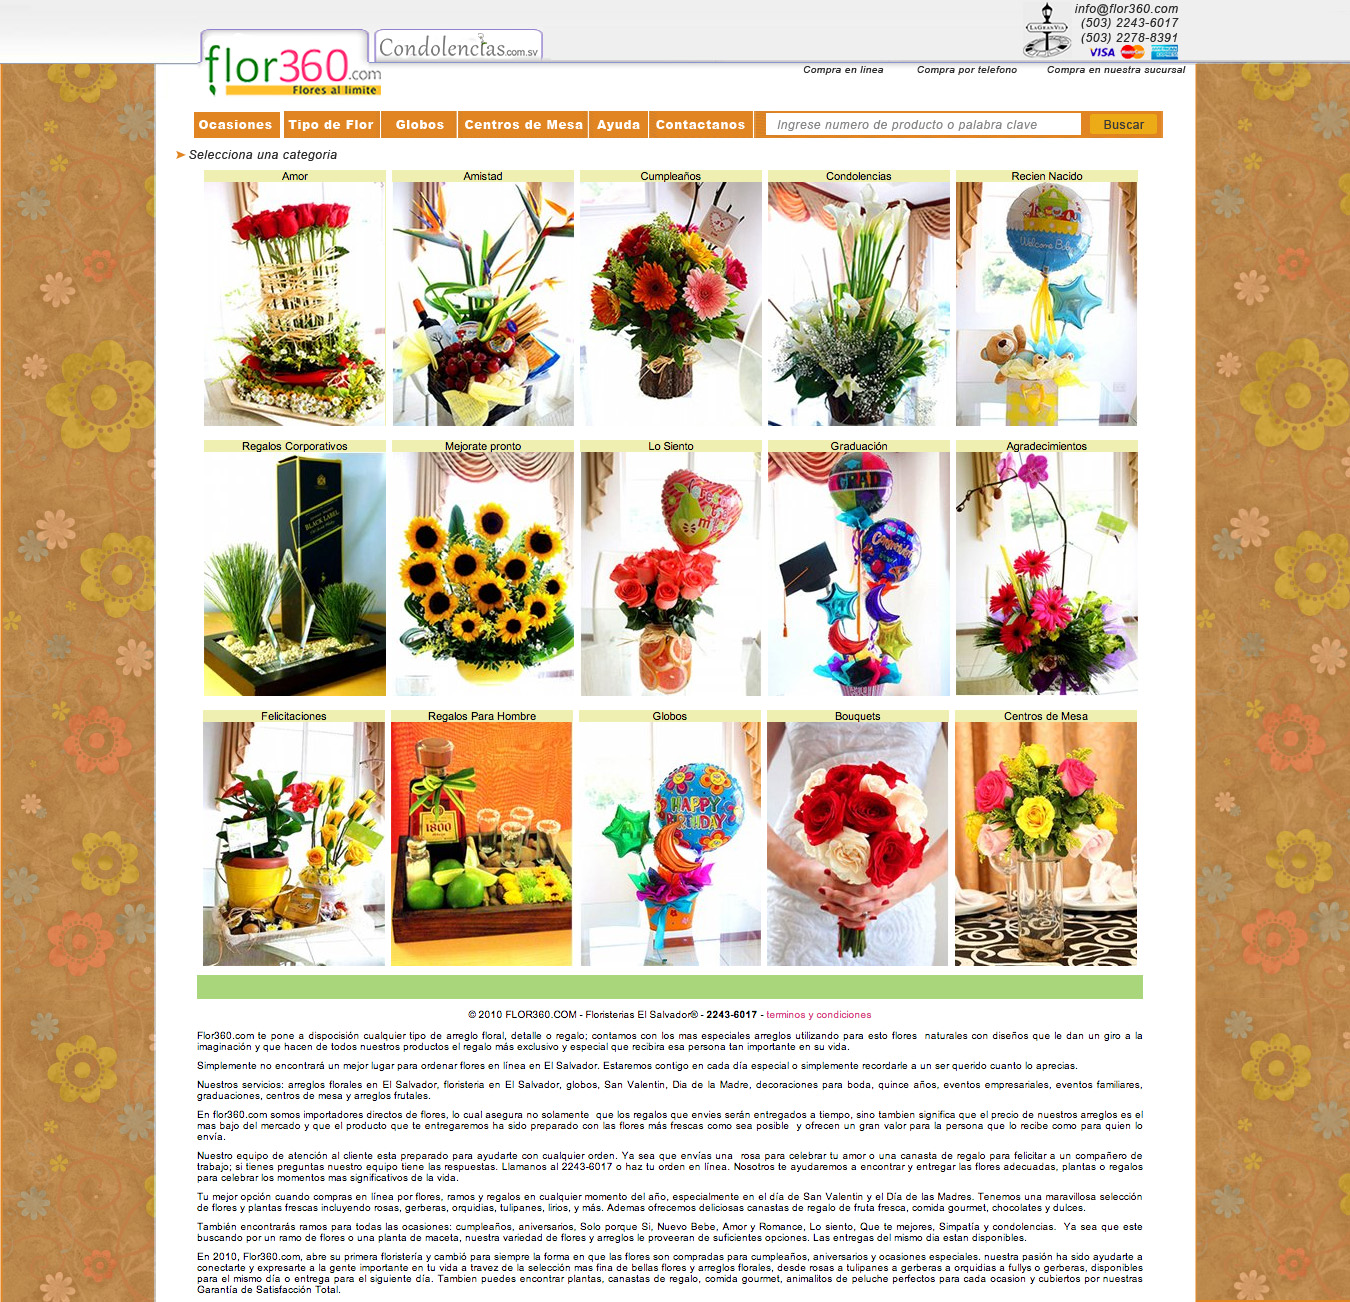 info@flor360.com
(503) 2243-6017
(503) 2278-8391
LA GRAN VIA
VISA MasterCard AMERICAN EXPRESS
flor360.com
Flores al limite
Condolencias.com.sv
Compra en linea Compra por telefono Compra en nuestra sucursal
Ocasiones Tipo de Flor Globos Centros de Mesa Ayuda Contactanos Ingrese numero de producto o palabra clave Buscar
Selecciona una categoria
Amor Amistad Cumpleaños Condolencias Recien Nacido
Welcome Baby
Regalos Corporativos Mejorate pronto Lo Siento Graduación Agradecimientos
BLACK LABEL
GRAD
Felicitaciones Regalos Para Hombre Globos Bouquets Centros de Mesa
1800
HAPPY
BIRTHDAY
© 2010 FLOR360.COM - Floristerias El Salvador® - 2243-6017 - terminos y condiciones
Flor360.com te pone a dispocisión cualquier tipo de arreglo floral, detalle o regalo; contamos con los mas especiales arreglos utilizando para esto flores naturales con diseños que le dan un giro a la
imaginación y que hacen de todos nuestros productos el regalo más exclusivo y especial que recibira esa persona tan importante en su vida.
Simplemente no encontrará un mejor lugar para ordenar flores en línea en El Salvador. Estaremos contigo en cada día especial o simplemente recordarle a un ser querido cuanto lo aprecias.
Nuestros servicios: arreglos florales en El Salvador, floristeria en El Salvador, globos, San Valentin, Dia de la Madre, decoraciones para boda, quince años, eventos empresariales, eventos familiares,
graduaciones, centros de mesa y arreglos frutales.
En flor360.com somos importadores directos de flores, lo cual asegura no solamente que los regalos que envies serán entregados a tiempo, sino tambien significa que el precio de nuestros arreglos es el
mas bajo del mercado y que el producto que te entregaremos ha sido preparado con las flores más frescas como sea posible y ofrecen un gran valor para la persona que lo recibe como para quien lo
envía.
Nuestro equipo de atención al cliente esta preparado para ayudarte con cualquier orden. Ya sea que envías una rosa para celebrar tu amor o una canasta de regalo para felicitar a un compañero de
trabajo; si tienes preguntas nuestro equipo tiene las respuestas. Llamanos al 2243-6017 o haz tu orden en línea. Nosotros te ayudaremos a encontrar y entregar las flores adecuadas, plantas o regalos
para celebrar los momentos mas significativos de la vida.
Tu mejor opción cuando compras en línea por flores, ramos y regalos en cualquier momento del año, especialmente en el día de San Valentin y el Día de las Madres. Tenemos una maravillosa selección
de flores y plantas frescas incluyendo rosas, gerberas, orquidias, tulipanes, lirios, y más. Ademas ofrecemos deliciosas canastas de regalo de fruta fresca, comida gourmet, chocolates y dulces.
También encontrarás ramos para todas las ocasiones: cumpleaños, aniversarios, Solo porque Si, Nuevo Bebe, Amor y Romance, Lo siento, Que te mejores, Simpatía y condolencias. Ya sea que este
buscando por un ramo de flores o una planta de maceta, nuestra variedad de flores y arreglos le proveeran de suficientes opciones. Las entregas del mismo dia estan disponibles.
En 2010, Flor360.com, abre su primera floristería y cambió para siempre la forma en que las flores son compradas para cumpleaños, aniversarios y ocasiones especiales. nuestra pasión ha sido ayudarte a
conectarte y expresarte a la gente importante en tu vida a travez de la selección mas fina de bellas flores y arreglos florales, desde rosas a tulipanes a gerberas a orquidias a fullys o gerberas, disponibles
para el mismo día o entrega para el siguiente día. Tambien puedes encontrar plantas, canastas de regalo, comida gourmet, animalitos de peluche perfectos para cada ocasion y cubiertos por nuestras
Garantía de Satisfacción Total.